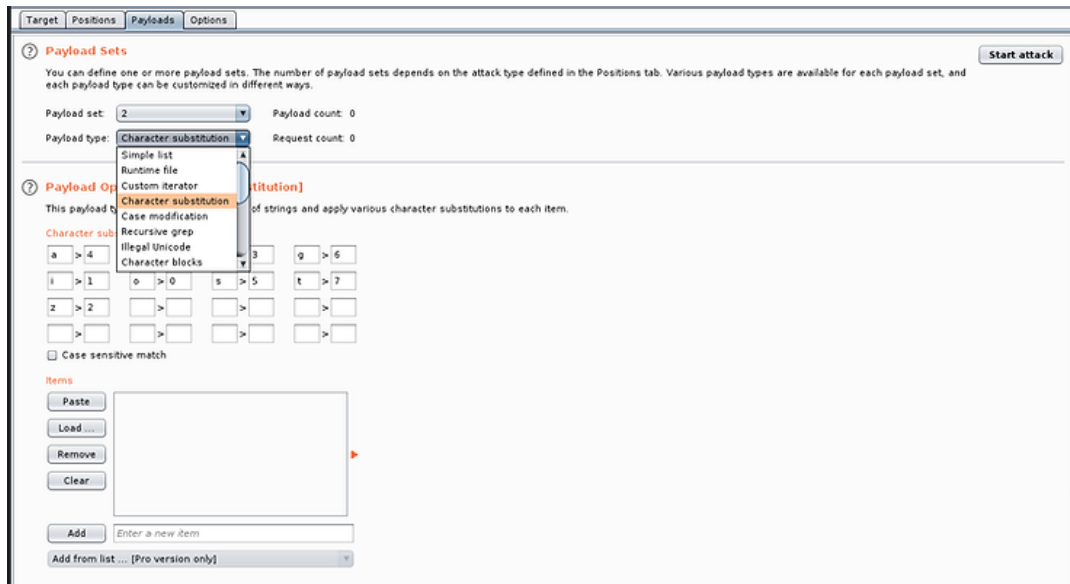 Target Positions Payloads Options
Payload Sets
Start attack
You can define one or more payload sets. The number of payload sets depends on the attack type defined in the Positions tab. Various payload types are available for each payload set, and
each payload type can be customized in different ways.
Payload set: 2 Payload count: 0
Payload type: Character substitution Request count: 0
Simple list
Runtime file
Custom iterator
Character substitution
Case modification
Recursive grep
Illegal Unicode
Character blocks
Payload Op titution]
This payload t of strings and apply various character substitutions to each item.
Character sub
a > 4 3 g > 6
i > 1 o > 0 s > 5 t > 7
z > 2 > > >
> > > >
Case sensitive match
Items
Paste
Load ...
Remove
Clear
Add Enter a new item
Add from list ... [Pro version only]